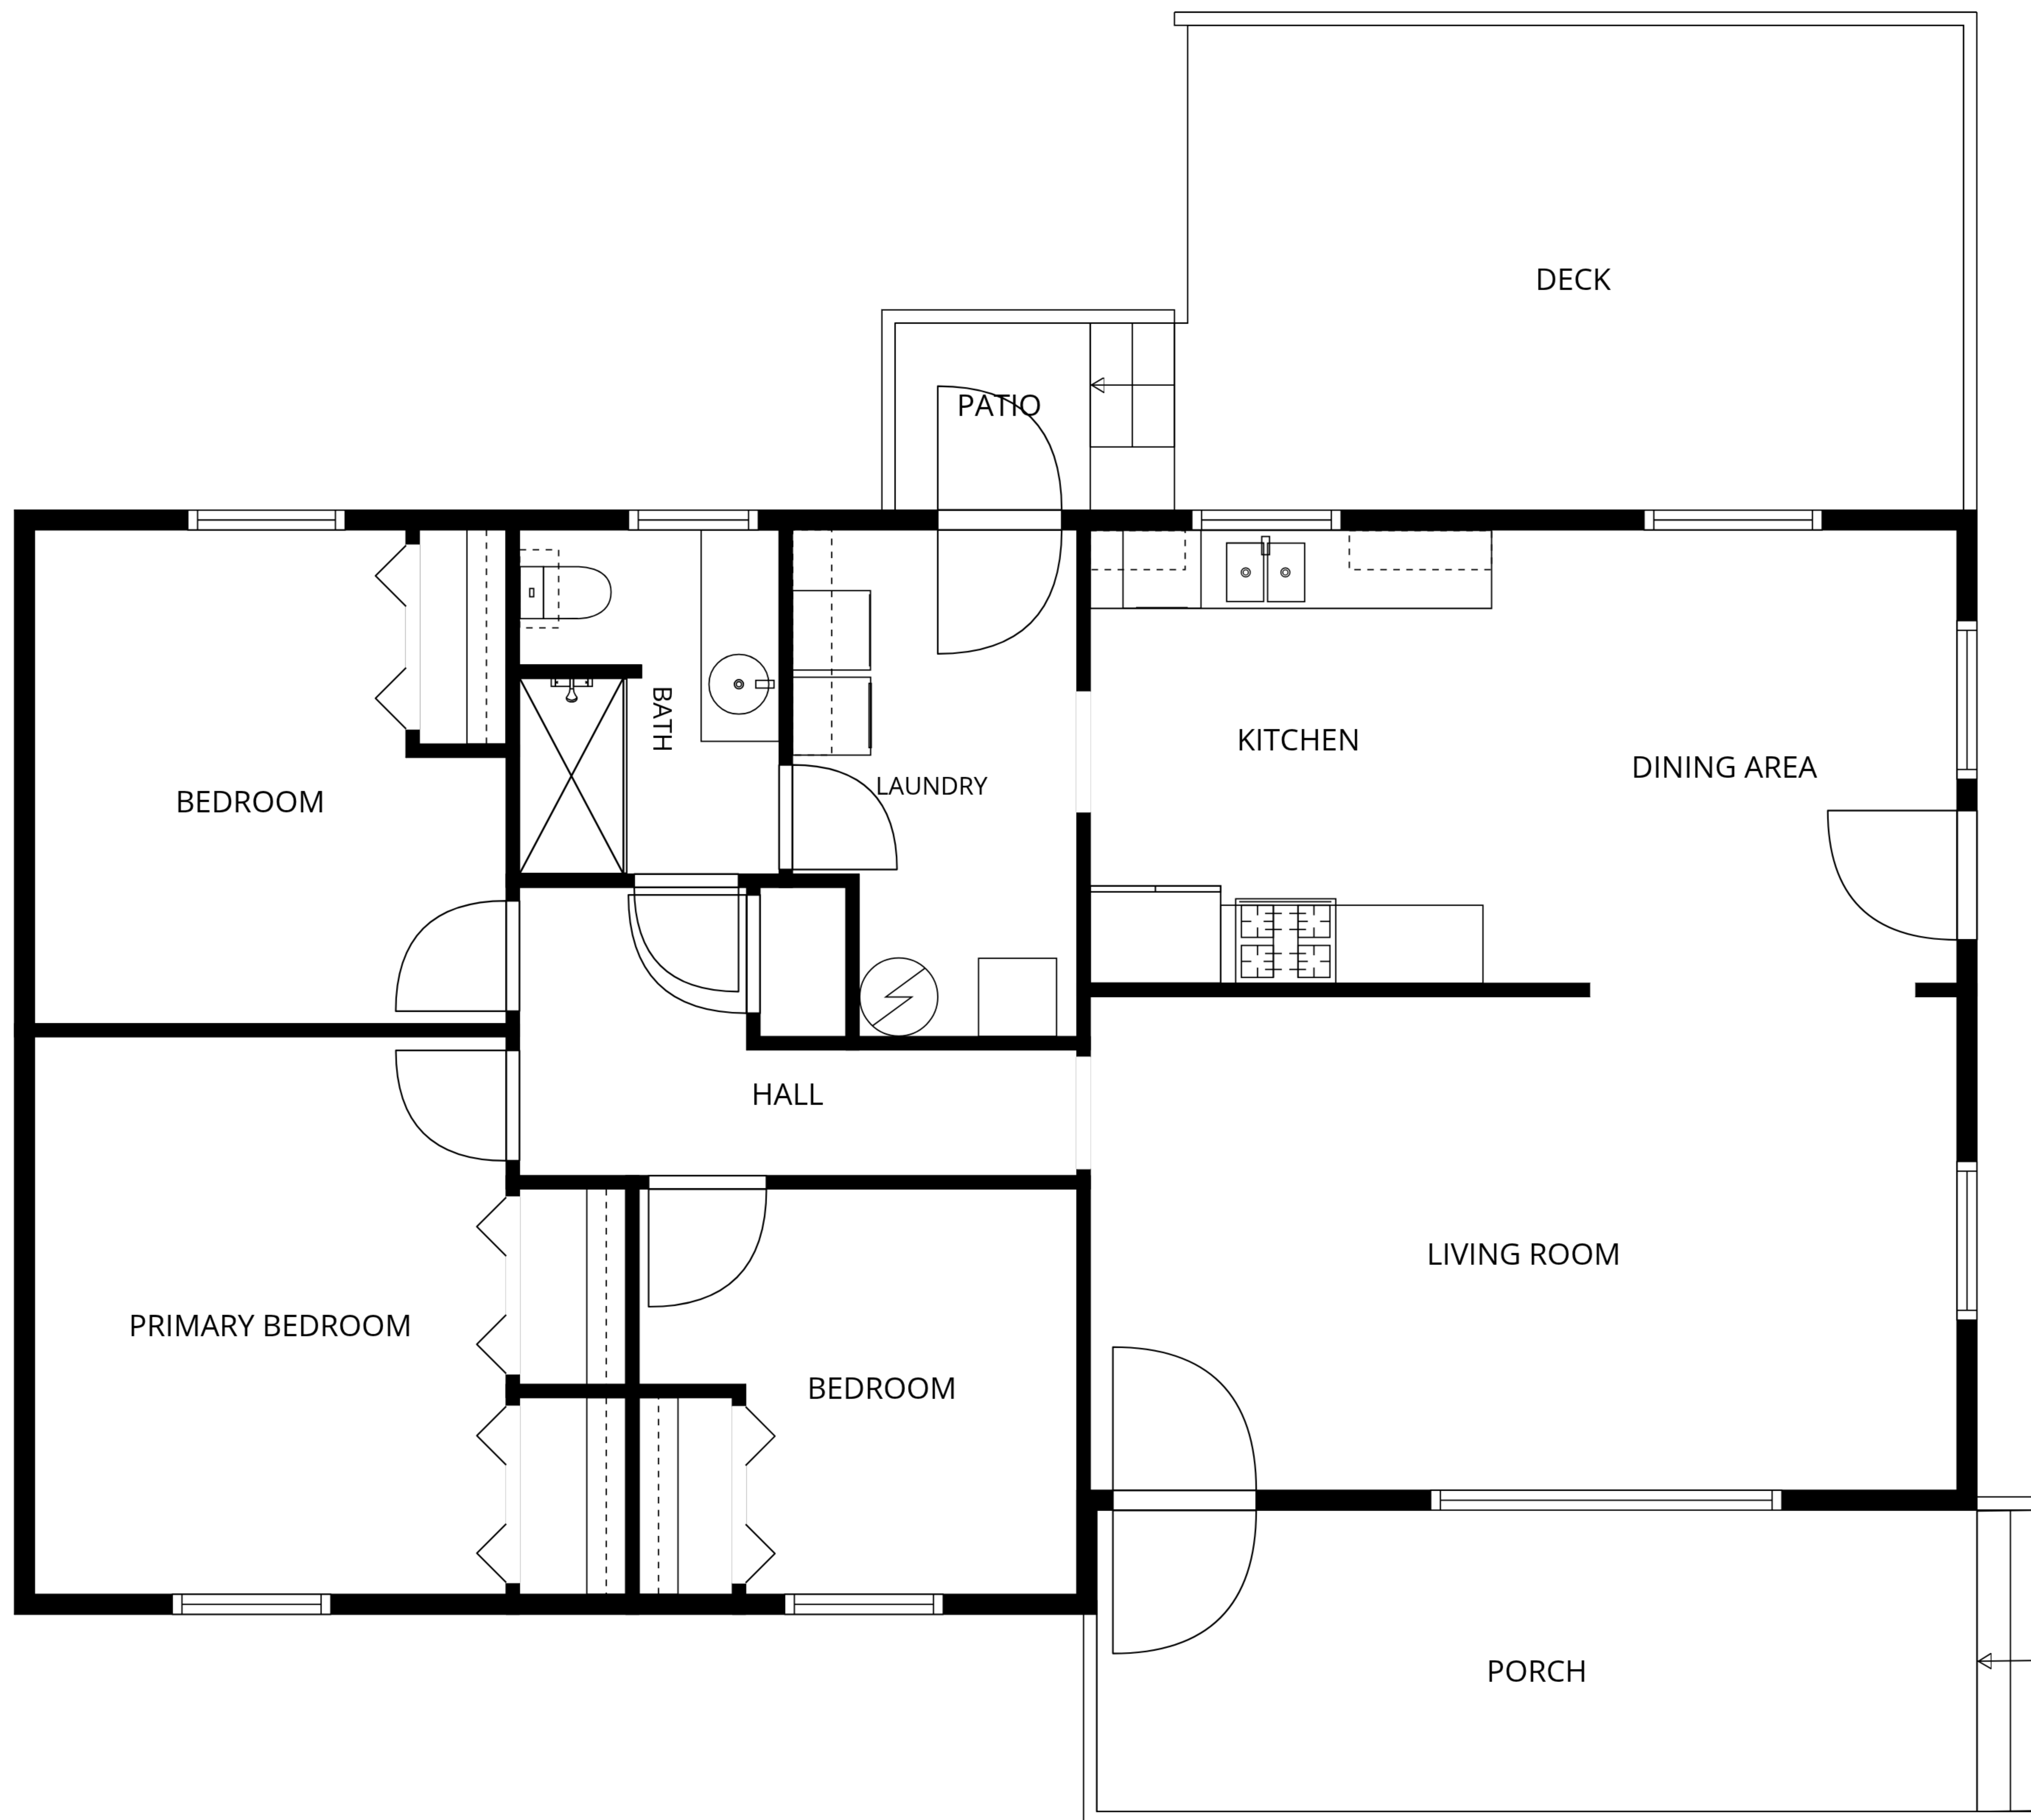 DECK
PATIO
KITCHEN
DINING AREA
BATH
LAUNDRY
BEDROOM
HALL
LIVING ROOM
PRIMARY BEDROOM
BEDROOM
PORCH